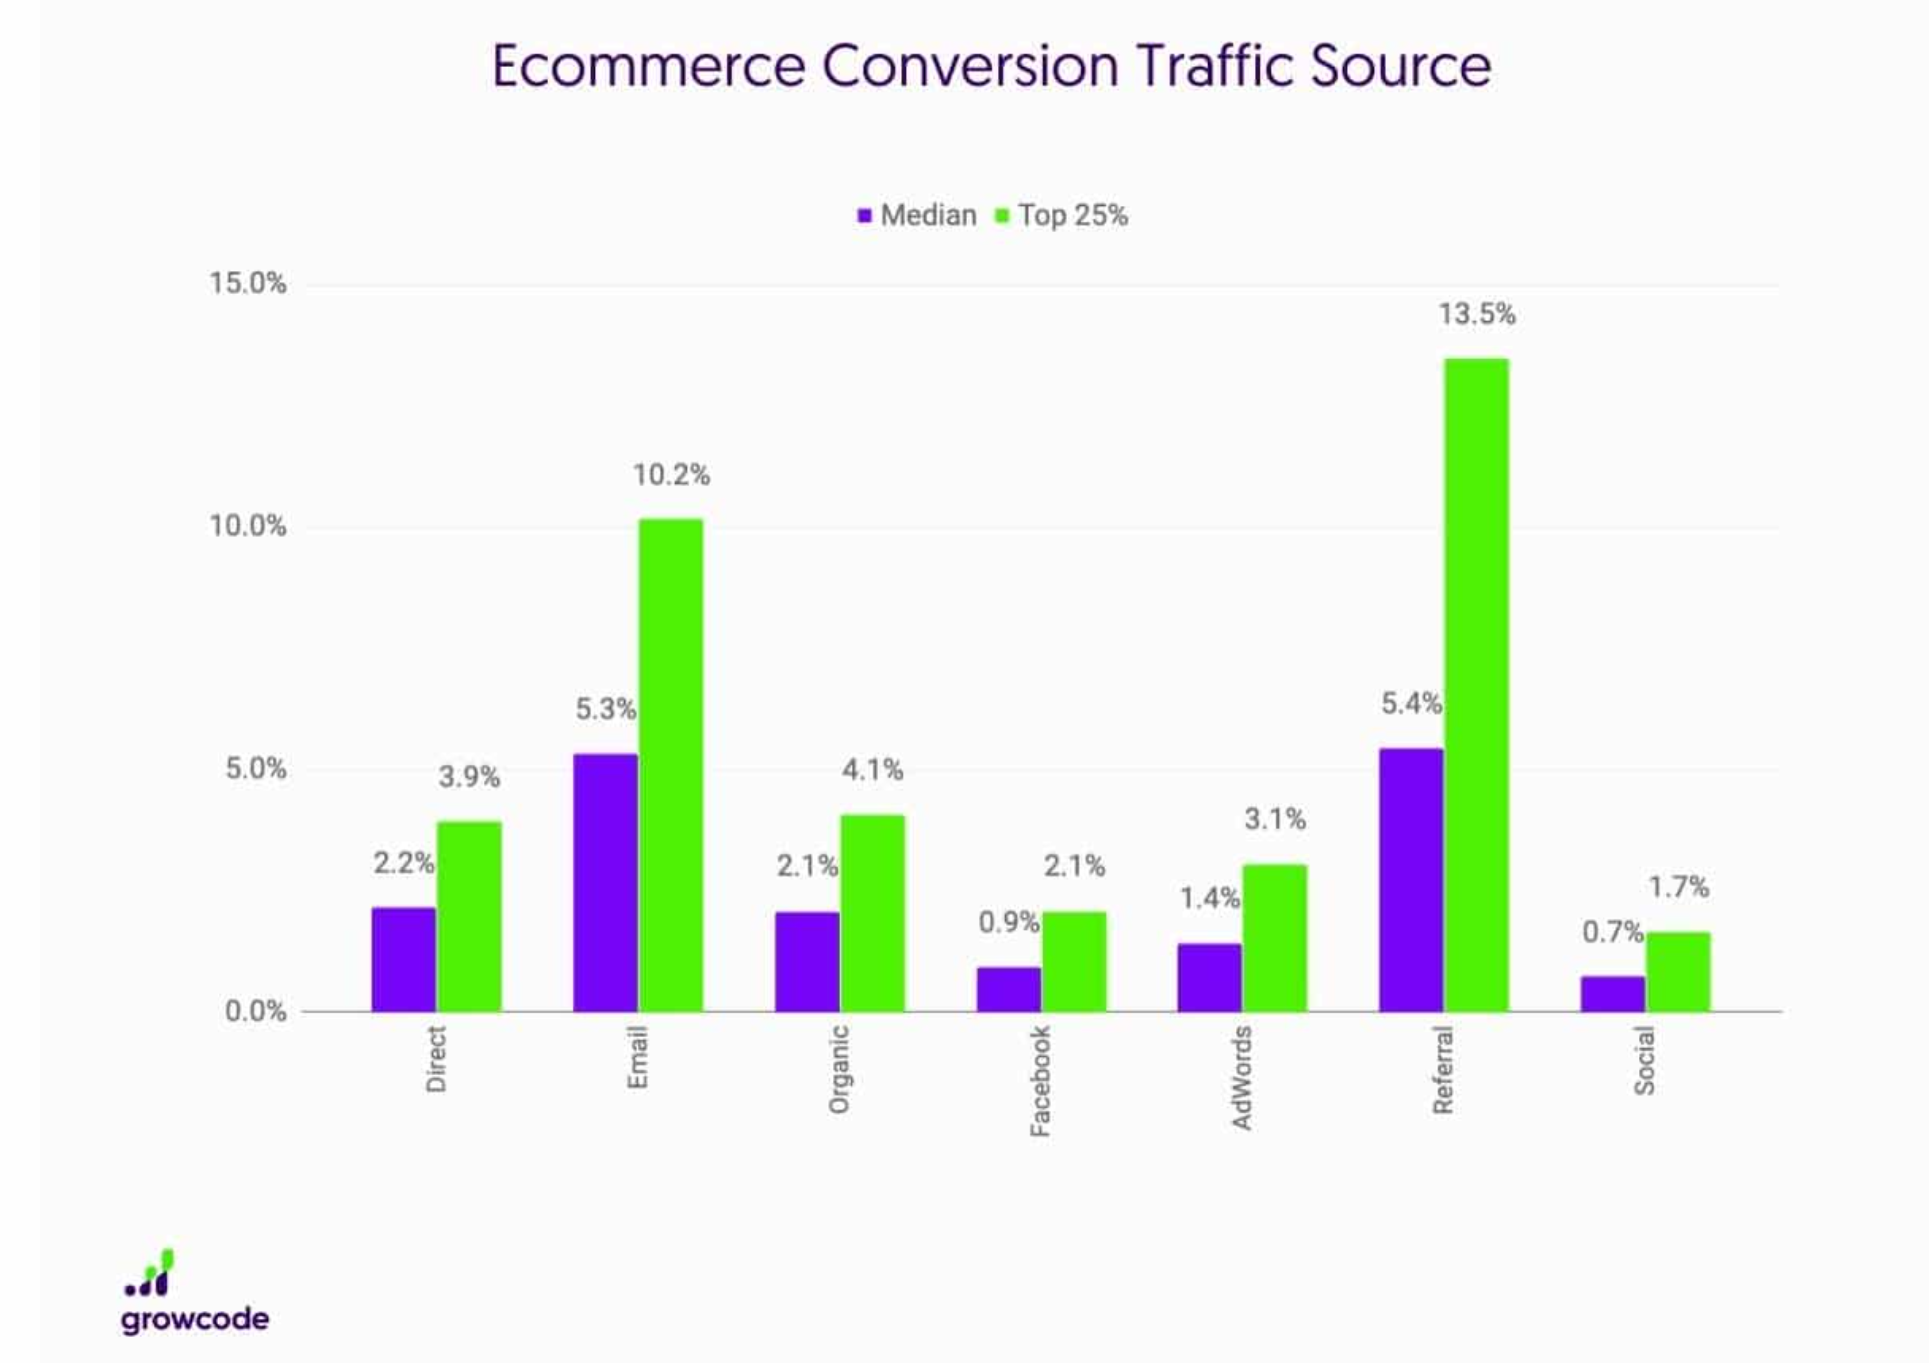 Ecommerce Conversion Traffic Source
Median Top 25%
15.0%
10.0%
5.0%
0.0%
2.2% 3.9%
5.3% 10.2%
2.1% 4.1%
0.9% 2.1%
1.4% 3.1%
5.4% 13.5%
0.7% 1.7%
Direct
Email
Organic
Facebook
AdWords
Referral
Social
growcode